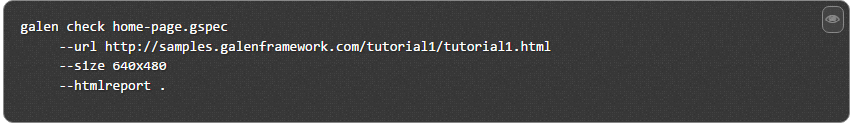 galen check home-page.gspec
--url http://samples.galenframework.com/tutorial1/tutorial1.html
--size 640x480
--htmlreport .